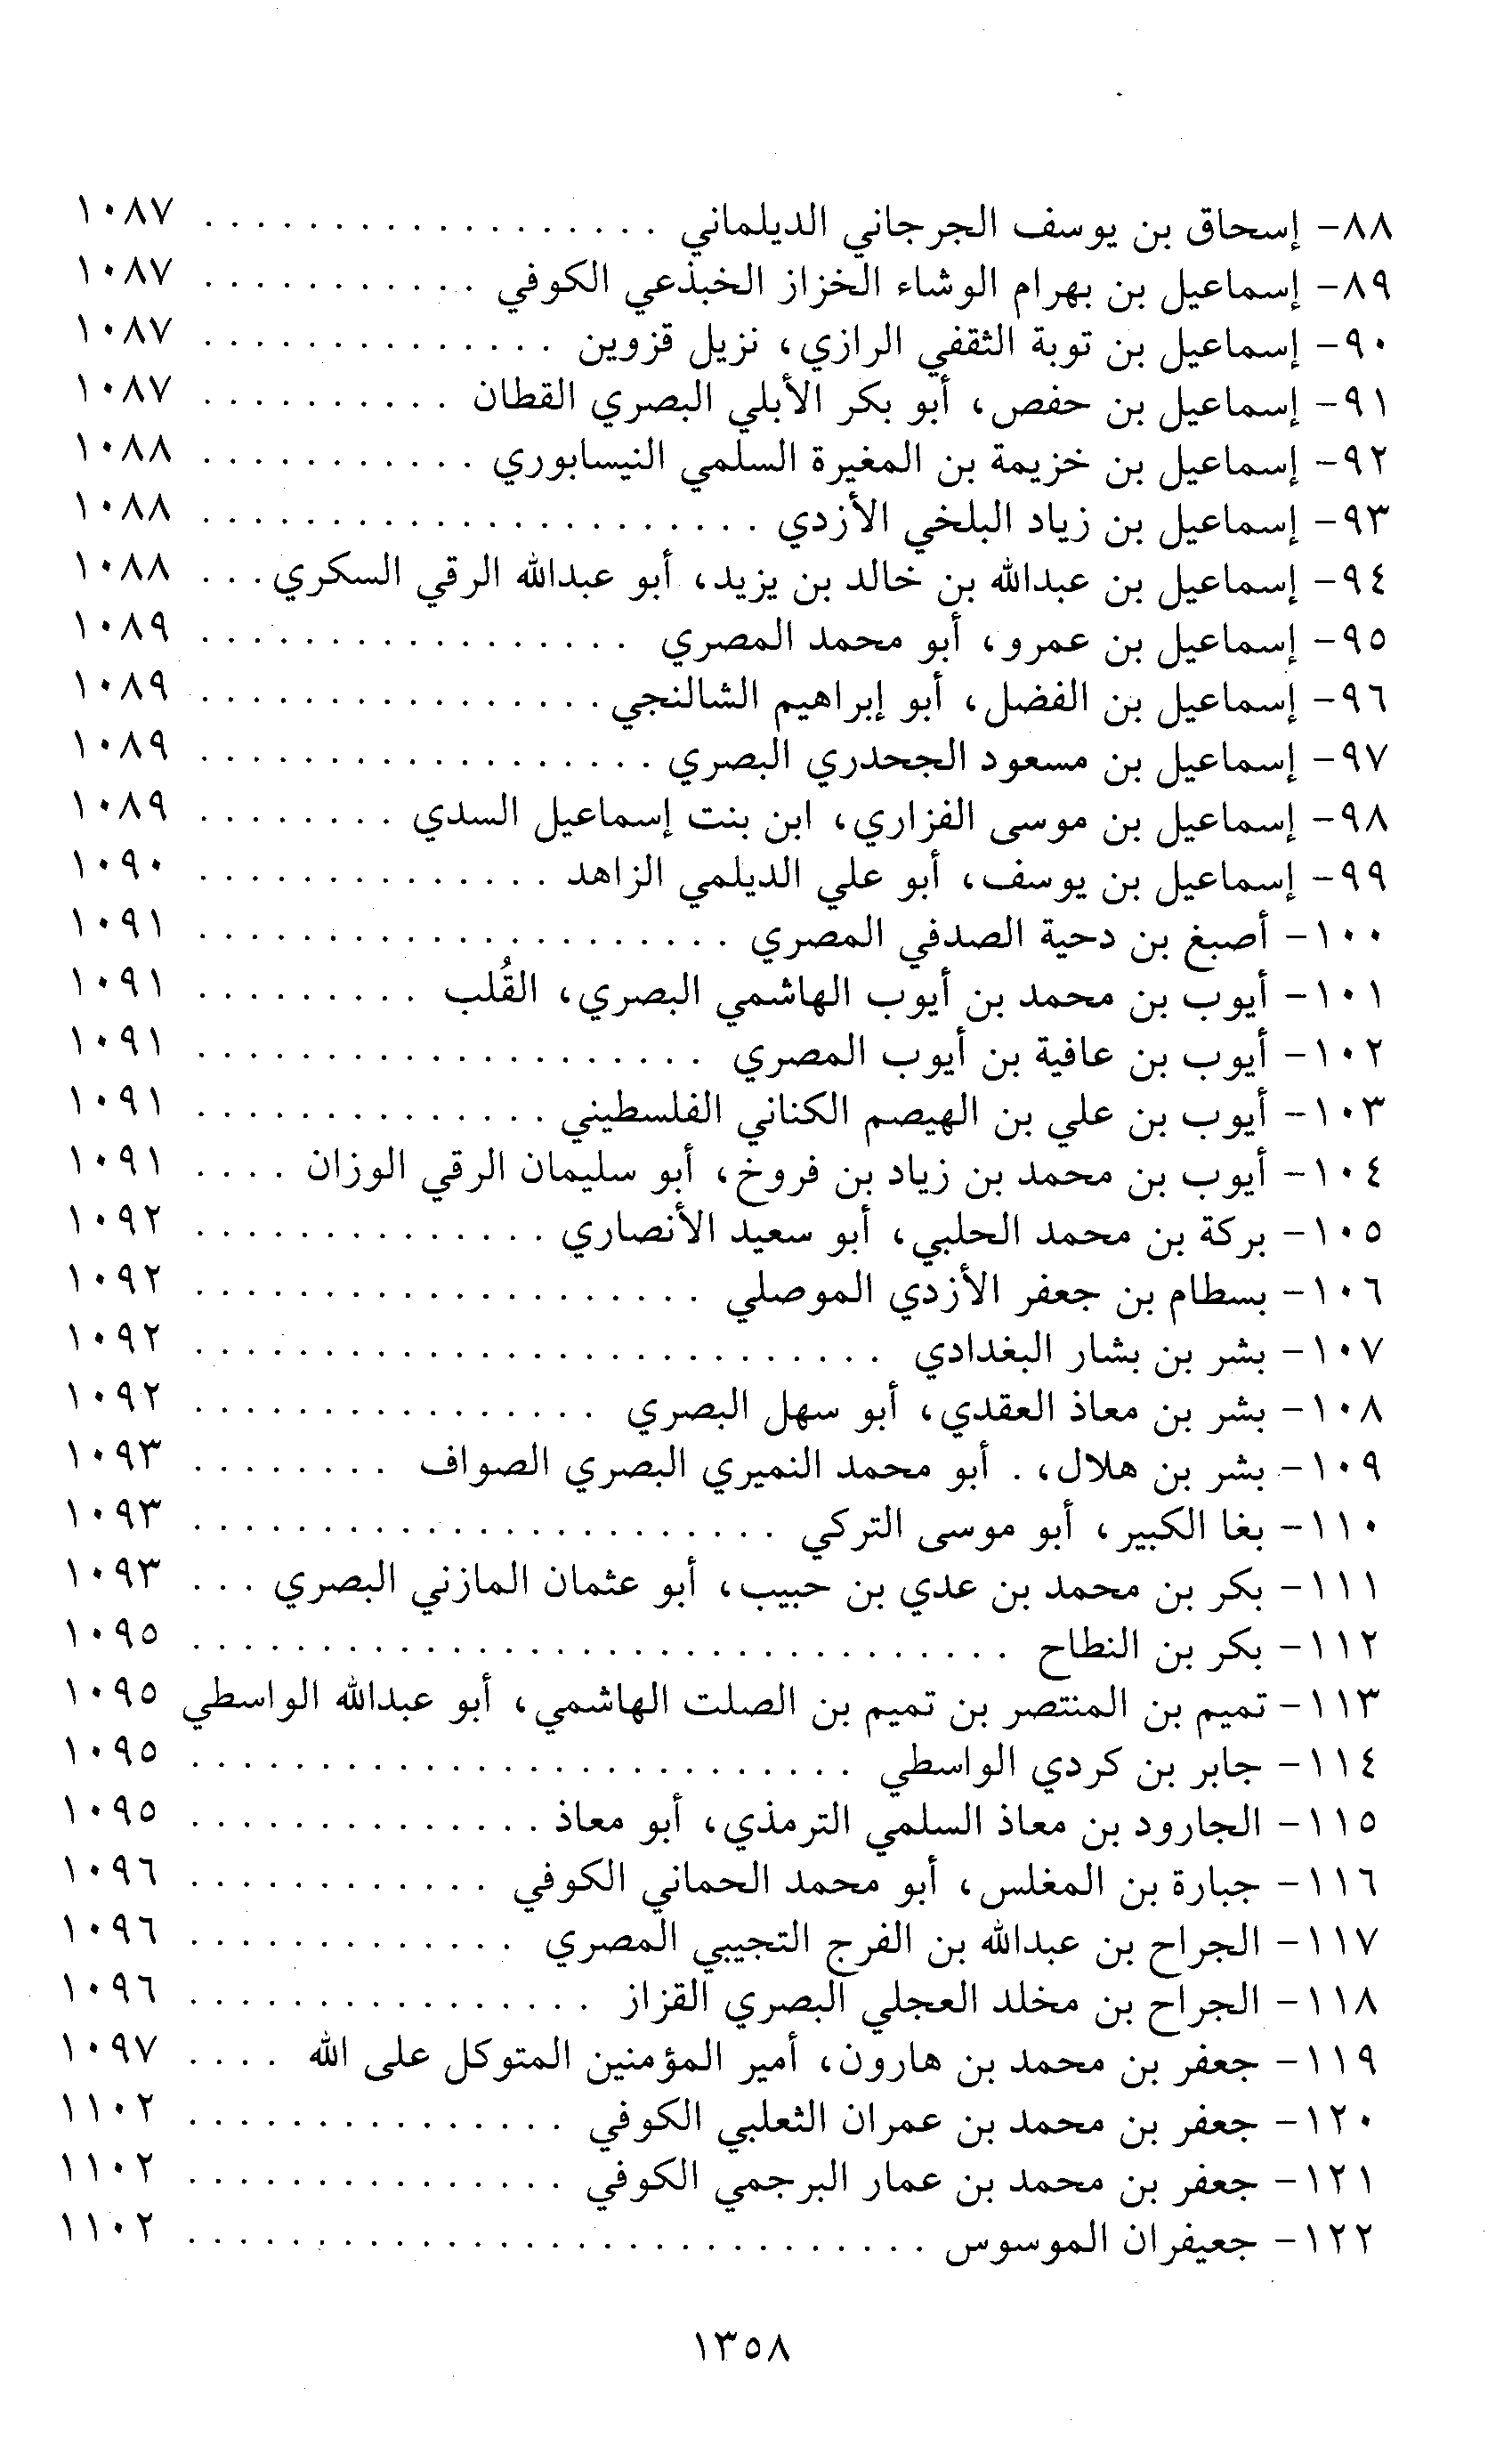 ٨٨- إسحاق بن يوسف الجرجاني الديلماني . . . . . . . . . . . . . . . . . . ١٠٨٧
٨٩- إسماعيل بن بهرام الوشاء الخزاز الخبذعي الكوفي . . . . . . . . . . . ١٠٨٧
٩٠- إسماعيل بن توبة الثقفي الرازي، نزيل قزوين . . . . . . . . . . . . . . ١٠٨٧
٩١- إسماعيل بن حفص، أبو بكر الأبلي البصري القطان . . . . . . . . . . ١٠٨٧
٩٢- إسماعيل بن خزيمة بن المغيرة السلمي النيسابوري . . . . . . . . . . . ١٠٨٨
٩٣- إسماعيل بن زياد البلخي الأزدي . . . . . . . . . . . . . . . . . . . . . . ١٠٨٨
٩٤- إسماعيل بن عبدالله بن خالد بن يزيد، أبو عبدالله الرقي السكري . . . ١٠٨٨
٩٥- إسماعيل بن عمرو، أبو محمد المصري . . . . . . . . . . . . . . . . . ١٠٨٩
٩٦- إسماعيل بن الفضل، أبو إبراهيم الشالنجي . . . . . . . . . . . . . . . . ١٠٨٩
٩٧- إسماعيل بن مسعود الجحدري البصري . . . . . . . . . . . . . . . . . . ١٠٨٩
٩٨- إسماعيل بن موسى الفزاري، ابن بنت إسماعيل السدي . . . . . . . . ١٠٨٩
٩٩- إسماعيل بن يوسف، أبو علي الديلمي الزاهد . . . . . . . . . . . . . . ١٠٩٠
١٠٠- أصبغ بن دحية الصدفي المصري . . . . . . . . . . . . . . . . . . . . . ١٠٩١
١٠١- أيوب بن محمد بن أيوب الهاشمي البصري، القُلب . . . . . . . . . ١٠٩١
١٠٢- أيوب بن عافية بن أيوب المصري . . . . . . . . . . . . . . . . . . . . ١٠٩١
١٠٣- أيوب بن علي بن الهيصم الكناني الفلسطيني . . . . . . . . . . . . . . ١٠٩١
١٠٤- أيوب بن محمد بن زياد بن فروخ، أبو سليمان الرقي الوزان . . . . ١٠٩١
١٠٥- بركة بن محمد الحلبي، أبو سعيد الأنصاري . . . . . . . . . . . . . . ١٠٩٢
١٠٦- بسطام بن جعفر الأزدي الموصلي . . . . . . . . . . . . . . . . . . . . ١٠٩٢
١٠٧- بشر بن بشار البغدادي . . . . . . . . . . . . . . . . . . . . . . . . . . . ١٠٩٢
١٠٨- بشر بن معاذ العقدي، أبو سهل البصري . . . . . . . . . . . . . . . . ١٠٩٢
١٠٩- بشر بن هلال، . أبو محمد النميري البصري الصواف . . . . . . . . ١٠٩٣
١١٠- بغا الكبير، أبو موسى التركي . . . . . . . . . . . . . . . . . . . . . . . ١٠٩٣
١١١- بكر بن محمد بن عدي بن حبيب، أبو عثمان المازني البصري . . . ١٠٩٣
١١٢- بكر بن النطاح . . . . . . . . . . . . . . . . . . . . . . . . . . . . . . . . ١٠٩٥
١١٣- تميم بن المنتصر بن تميم بن الصلت الهاشمي، أبو عبدالله الواسطي ١٠٩٥
١١٤- جابر بن كردي الواسطي . . . . . . . . . . . . . . . . . . . . . . . . . . ١٠٩٥
١١٥- الجارود بن معاذ السلمي الترمذي، أبو معاذ . . . . . . . . . . . . . . ١٠٩٥
١١٦- جبارة بن المغلس، أبو محمد الحماني الكوفي . . . . . . . . . . . . ١٠٩٦
١١٧- الجراح بن عبدالله بن الفرج التجيبي المصري . . . . . . . . . . . . . ١٠٩٦
١١٨- الجراح بن مخلد العجلي البصري القزاز . . . . . . . . . . . . . . . . ١٠٩٦
١١٩- جعفر بن محمد بن هارون، أمير المؤمنين المتوكل على الله . . . . ١٠٩٧
١٢٠- جعفر بن محمد بن عمران الثعلبي الكوفي . . . . . . . . . . . . . . . ١١٠٢
١٢١- جعفر بن محمد بن عمار البرجمي الكوفي . . . . . . . . . . . . . . . ١١٠٢
١٢٢- جعيفران الموسوس . . . . . . . . . . . . . . . . . . . . . . . . . . . . . ١١٠٢
١٣٥٨